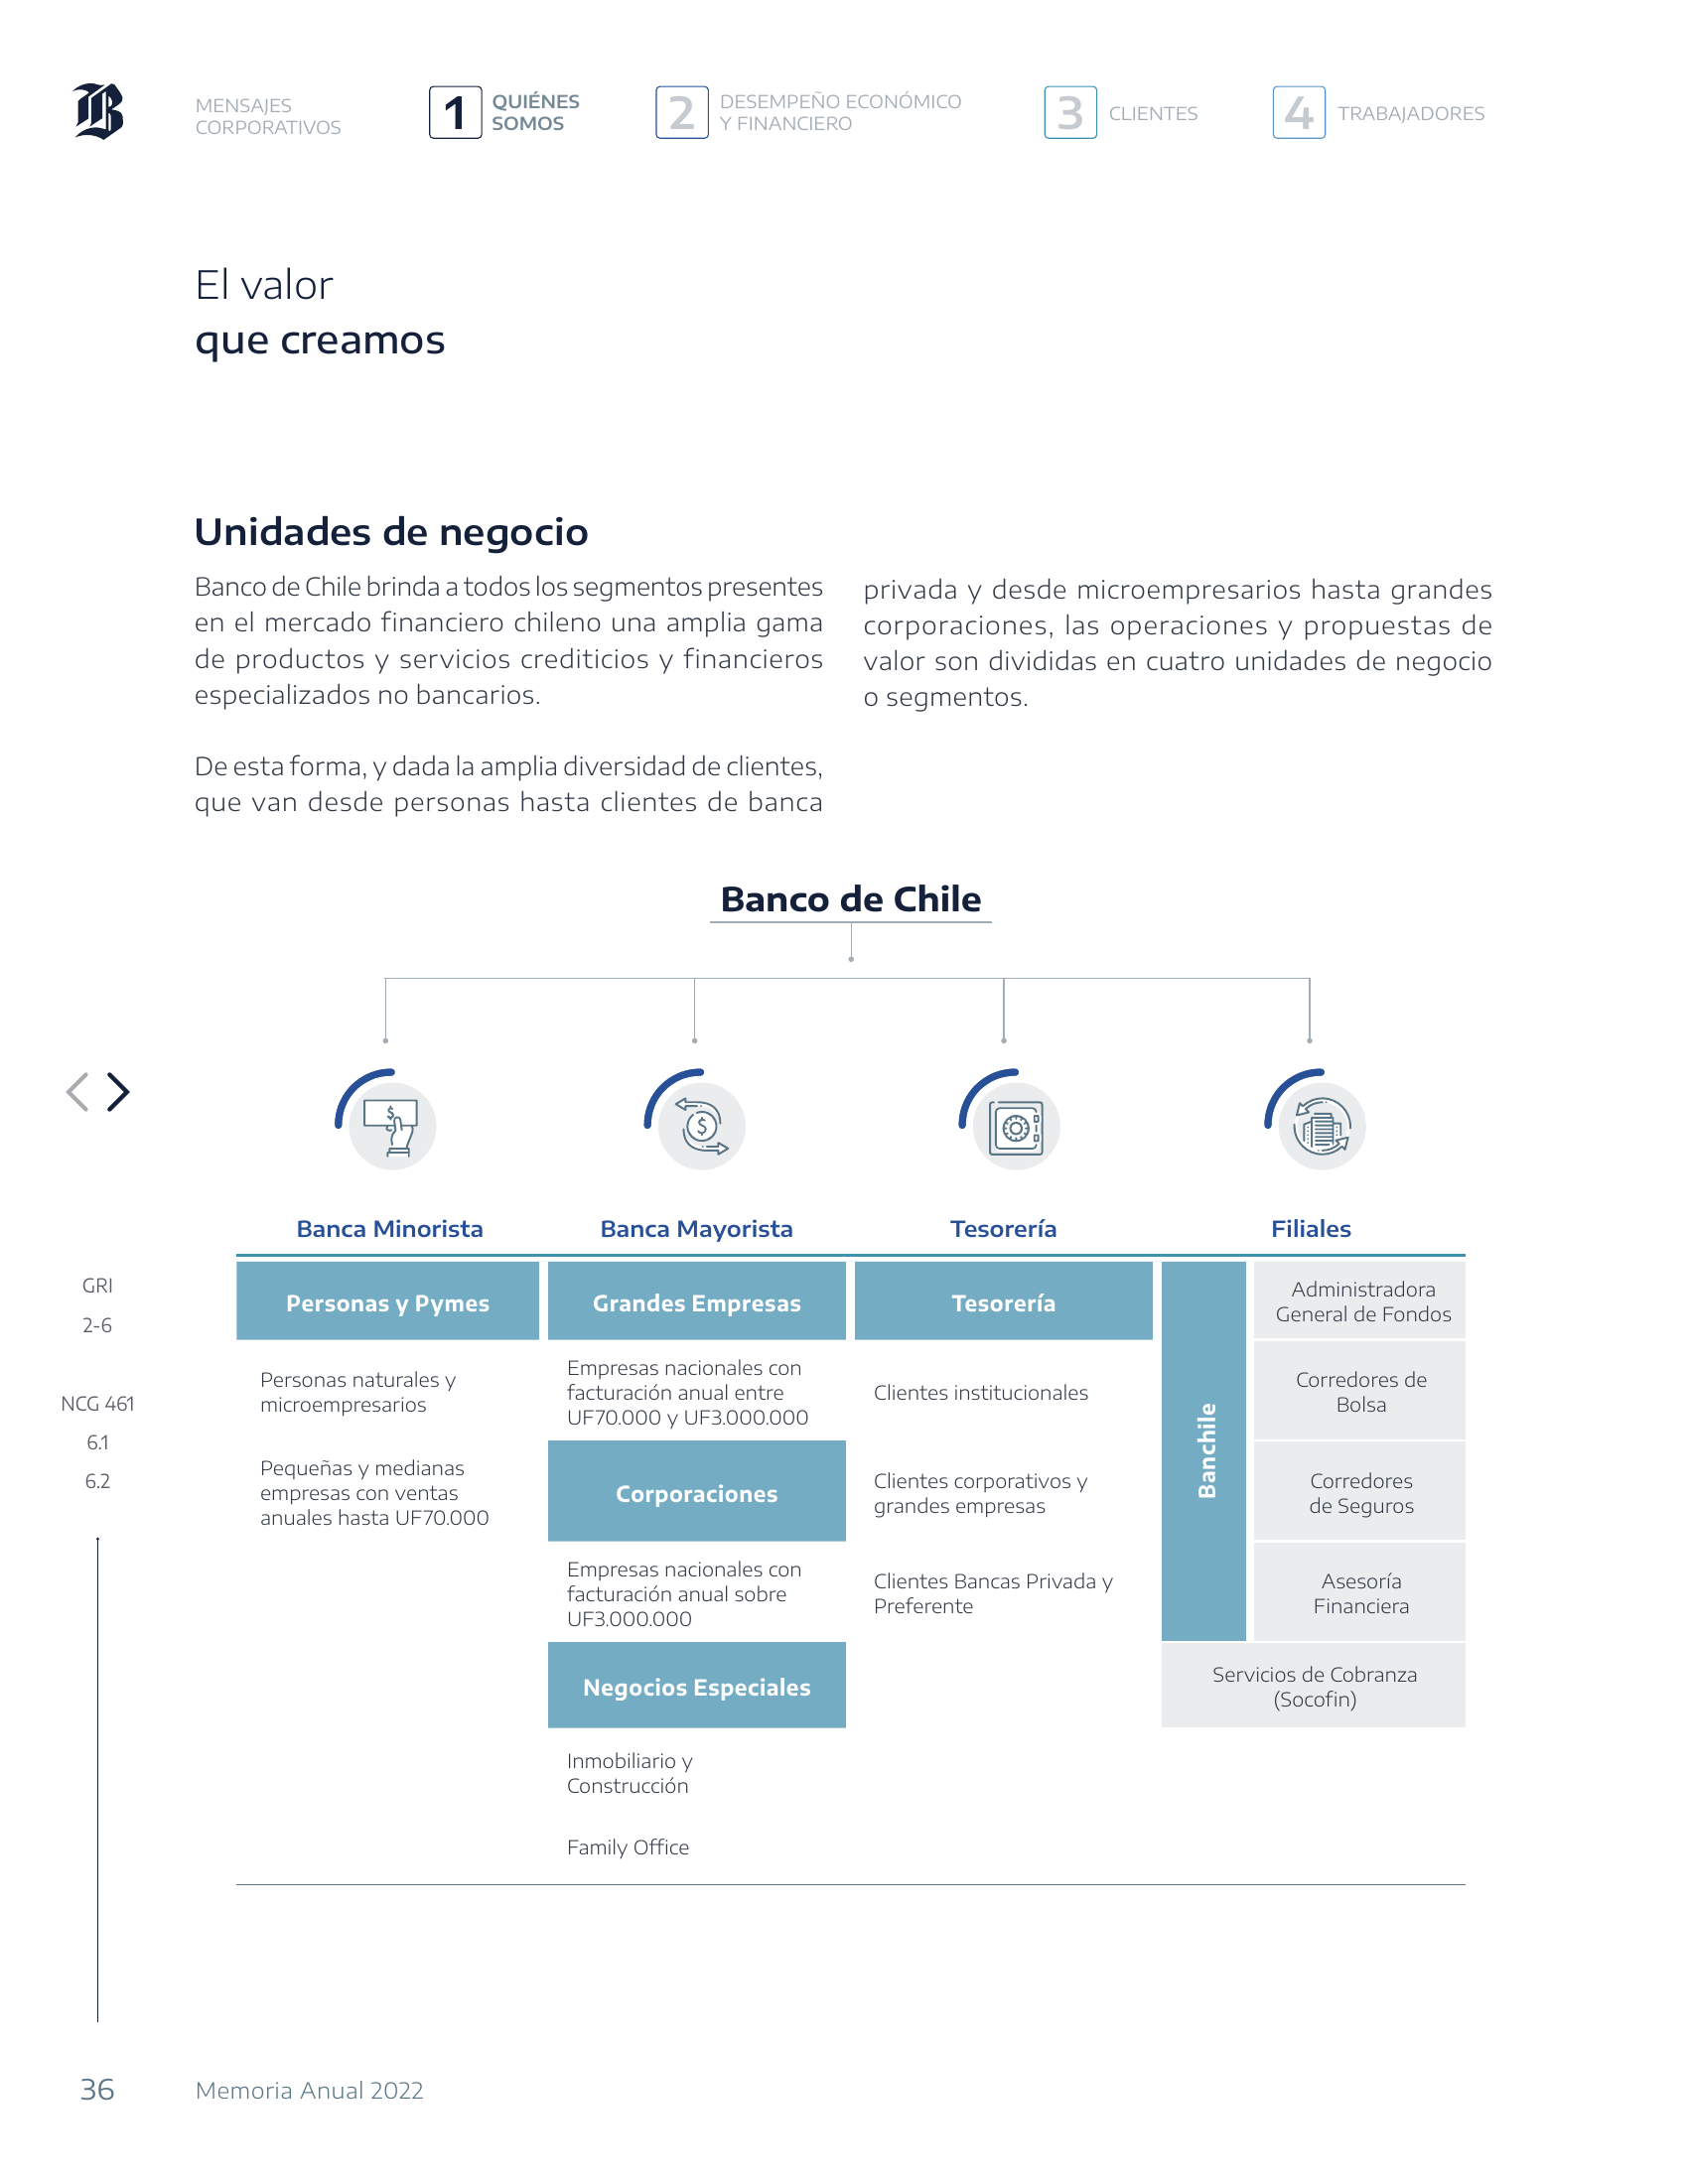 MENSAJES
CORPORATIVOS
1
QUIÉNES
SOMOS
2
DESEMPEÑO ECONÓMICO
Y FINANCIERO
3
CLIENTES
4
TRABAJADORES
El valor
que creamos
Unidades de negocio
Banco de Chile brinda a todos los segmentos presentes
en el mercado financiero chileno una amplia gama
de productos y servicios crediticios y financieros
especializados no bancarios.
De esta forma, y dada la amplia diversidad de clientes,
que van desde personas hasta clientes de banca
privada y desde microempresarios hasta grandes
corporaciones, las operaciones y propuestas de
valor son divididas en cuatro unidades de negocio
o segmentos.
Banco de Chile
Banca Minorista
Personas y Pymes
Personas naturales y
microempresarios
Pequeñas y medianas
empresas con ventas
anuales hasta UF70.000
Banca Mayorista
Grandes Empresas
Empresas nacionales con
facturación anual entre
UF70.000 y UF3.000.000
Corporaciones
Empresas nacionales con
facturación anual sobre
UF3.000.000
Negocios Especiales
Inmobiliario y
Construcción
Family Office
Tesorería
Tesorería
Clientes institucionales
Clientes corporativos y
grandes empresas
Clientes Bancas Privada y
Preferente
Filiales
Banchile
Administradora
General de Fondos
Corredores de
Bolsa
Corredores
de Seguros
Asesoría
Financiera
Servicios de Cobranza
(Socofin)
GRI
2-6
NCG 461
6.1
6.2
36
Memoria Anual 2022